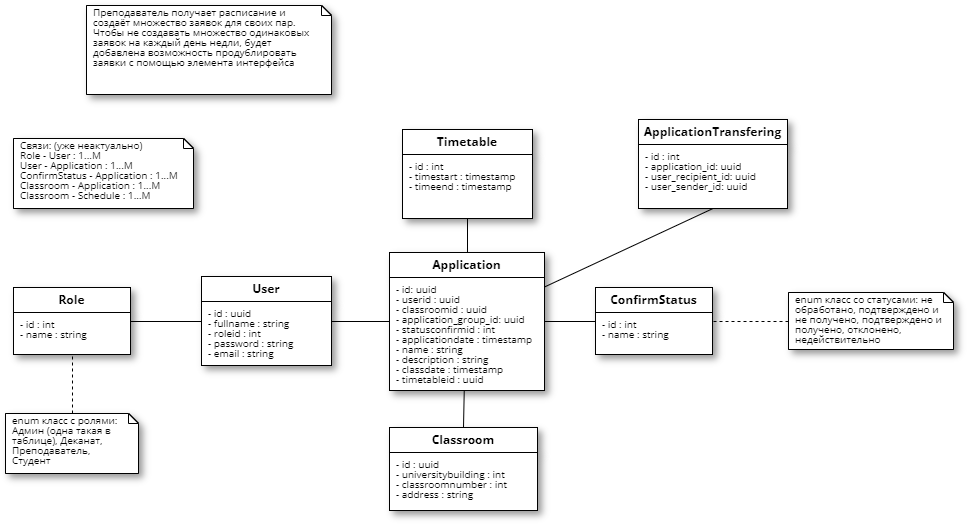 Преподаватель получает расписание и
создаёт множество заявок для своих пар.
Чтобы не создавать множество одинаковых
заявок на каждый день недли, будет
добавлена возможность продублировать
заявки с помощью элемента интерфейса
Связи: (уже неактуально)
Role - User : 1...M
User - Application : 1...M
ConfirmStatus - Application : 1...M
Classroom - Application : 1...M
Classroom - Schedule : 1...M
Timetable
- id : int
- timestart : timestamp
- timeend : timestamp
ApplicationTransfering
- id : int
- application_id: uuid
- user_recipient_id: uuid
- user_sender_id: uuid
Role
- id : int
- name : string
User
- id : uuid
- fullname : string
- roleid : int
- password : string
- email : string
Application
- id: uuid
- userid : uuid
- classroomid : uuid
- application_group_id: uuid
- statusconfirmid : int
- applicationdate : timestamp
- name : string
- description : string
- classdate : timestamp
- timetableid : uuid
ConfirmStatus
- id : int
- name : string
enum класс со статусами: не
обработано, подтверждено и
не получено, подтверждено и
получено, отклонено,
недействительно
enum класс с ролями:
Админ (одна такая в
таблице), Деканат,
Преподаватель,
Студент
Classroom
- id : uuid
- universitybuilding : int
- classroomnumber : int
- address : string